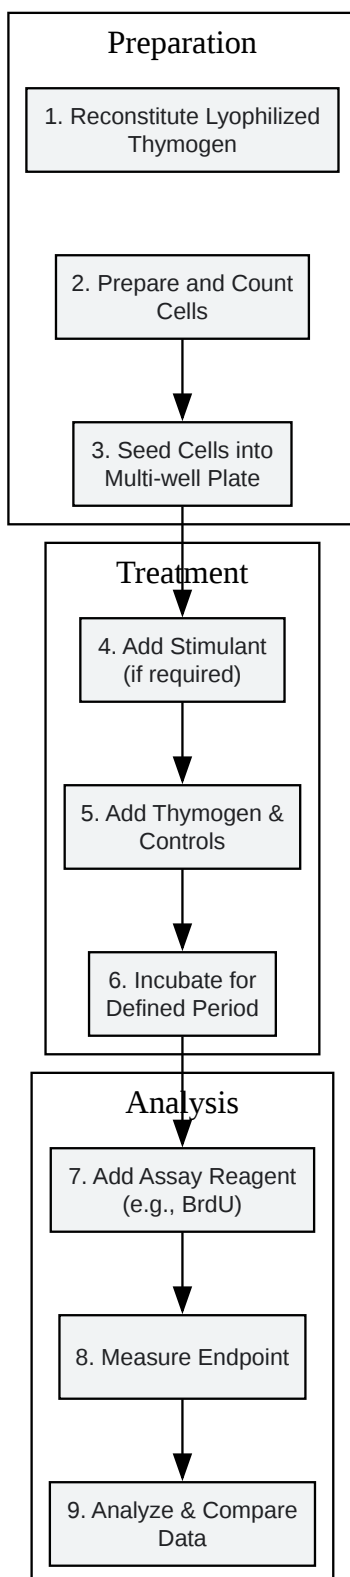 Preparation
1. Reconstitute Lyophilized
Thymogen
2. Prepare and Count
Cells
3. Seed Cells into
Multi-well Plate
Treatment
4. Add Stimulant
(if required)
5. Add Thymogen &
Controls
6. Incubate for
Defined Period
Analysis
7. Add Assay Reagent
(e.g., BrdU)
8. Measure Endpoint
9. Analyze & Compare
Data